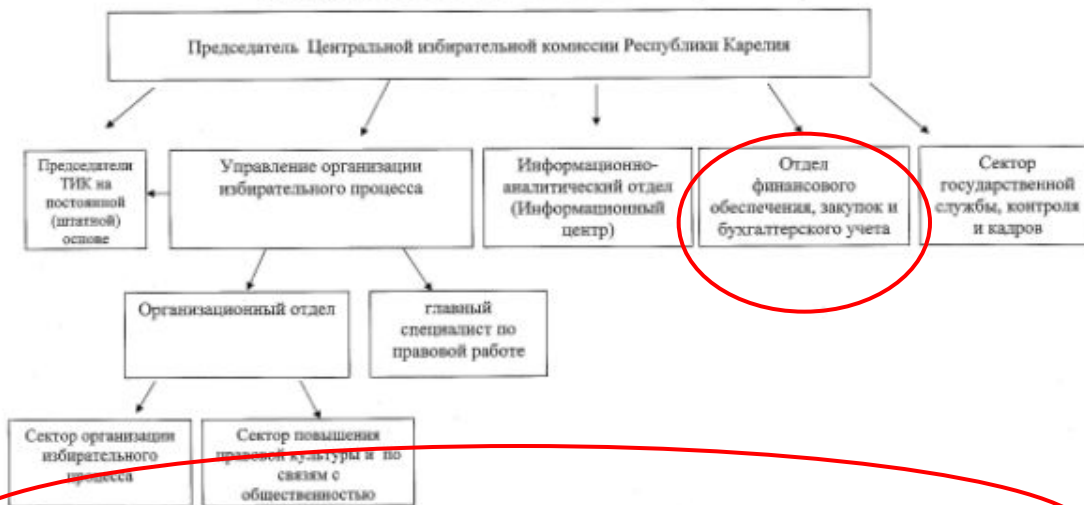 Председатель Центральной избирательной комиссии Республики Карелия
Председатели
ТИК на
постоянной
(штатной)
основе
Управление организации
избирательного процесса
Информационно-
аналитический отдел
(Информационный
центр)
Отдел
финансового
обеспечения, закупок и
бухгалтерского учета
Сектор
государственной
службы, контроля
и кадров
Организационный отдел
главный
специалист по
правовой работе
Сектор организации
избирательного
процесса
Сектор повышения
правовой культуры и по
связям с
общественностью